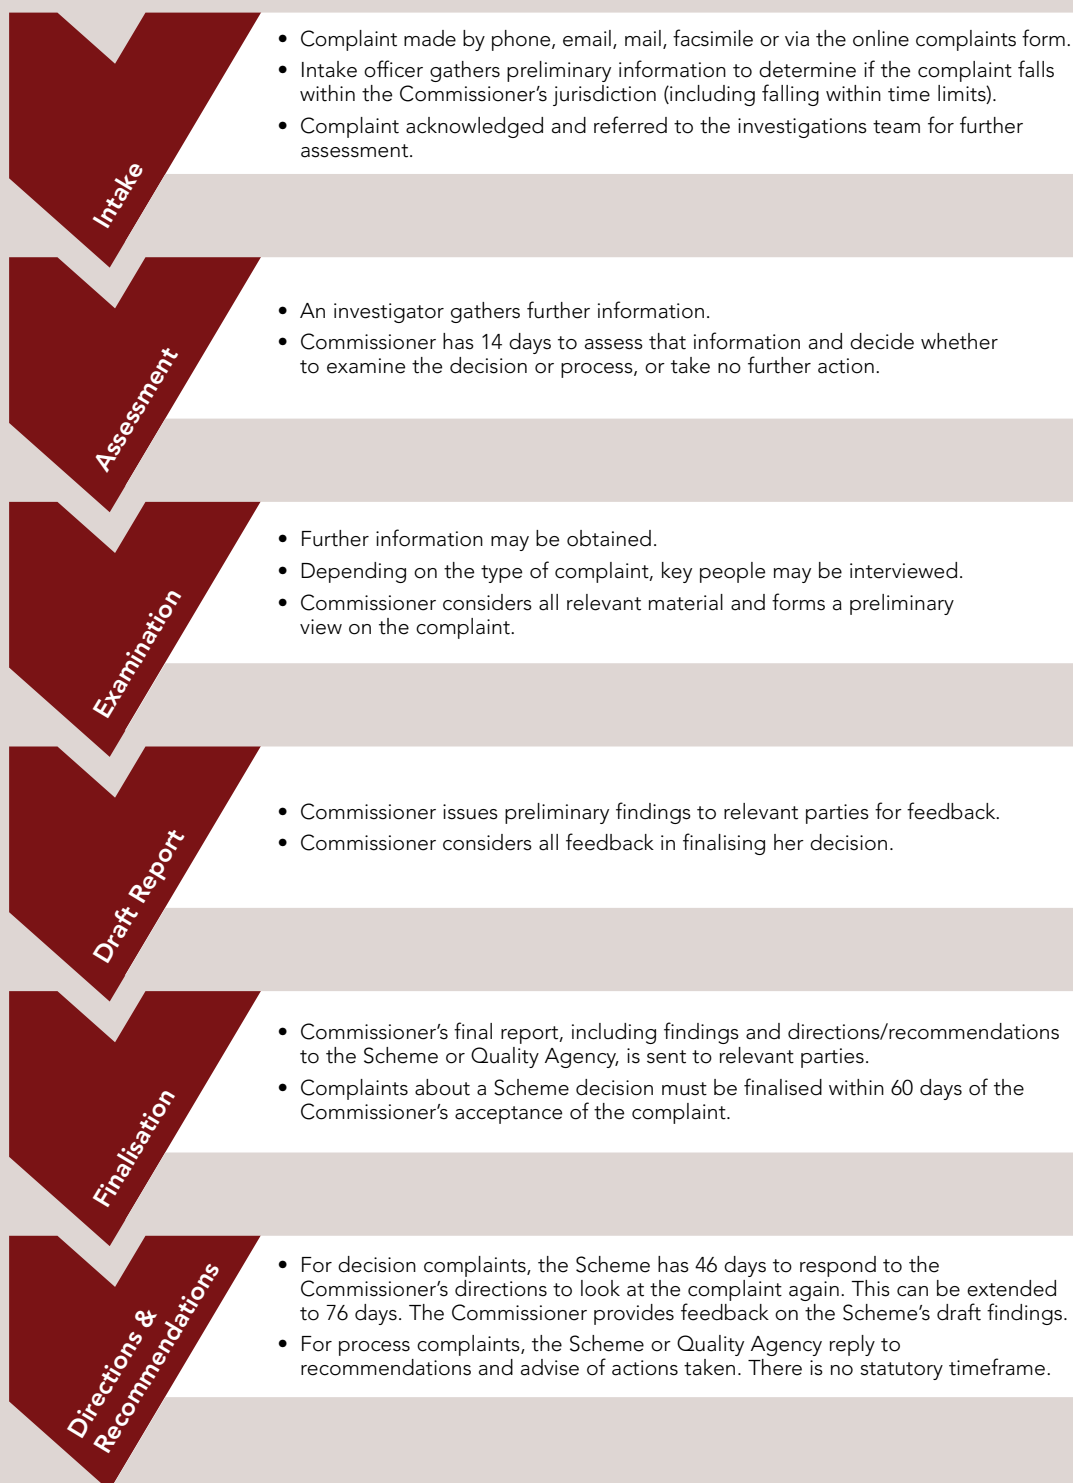 Intake
• Complaint made by phone, email, mail, facsimile or via the online complaints form.
• Intake officer gathers preliminary information to determine if the complaint falls
within the Commissioner's jurisdiction (including falling within time limits).
• Complaint acknowledged and referred to the investigations team for further
assessment.
Assessment
• An investigator gathers further information.
• Commissioner has 14 days to assess that information and decide whether
to examine the decision or process, or take no further action.
Examination
• Further information may be obtained.
• Depending on the type of complaint, key people may be interviewed.
• Commissioner considers all relevant material and forms a preliminary
view on the complaint.
Draft Report
• Commissioner issues preliminary findings to relevant parties for feedback.
• Commissioner considers all feedback in finalising her decision.
Finalisation
• Commissioner's final report, including findings and directions/recommendations
to the Scheme or Quality Agency, is sent to relevant parties.
• Complaints about a Scheme decision must be finalised within 60 days of the
Commissioner's acceptance of the complaint.
Directions &
Recommendations
• For decision complaints, the Scheme has 46 days to respond to the
Commissioner's directions to look at the complaint again. This can be extended
to 76 days. The Commissioner provides feedback on the Scheme's draft findings.
• For process complaints, the Scheme or Quality Agency reply to
recommendations and advise of actions taken. There is no statutory timeframe.